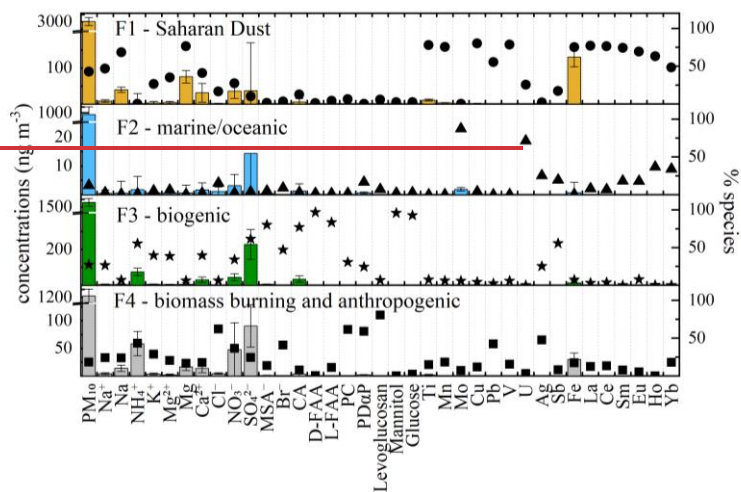 3000
100
F1 - Saharan Dust
100
50
1000
20
10
F2 - marine/oceanic
100
50
1500
200
F3 - biogenic
100
50
1200
100
50
F4 - biomass burning and anthropogenic
100
50
concentrations (ng m⁻³)
% species
PM₁₀
Na⁺
Na
NH₄⁺
K⁺
Mg²⁺
Mg
Ca²⁺
Cl⁻
NO₃⁻
SO₄²⁻
MSA⁻
Br⁻
CA
D-FAA
L-FAA
PC
PDαP
Levoglucosan
Mannitol
Glucose
Ti
Mn
Mo
Cu
Pb
V
U
Ag
Sb
Fe
La
Ce
Sm
Eu
Ho
Yb